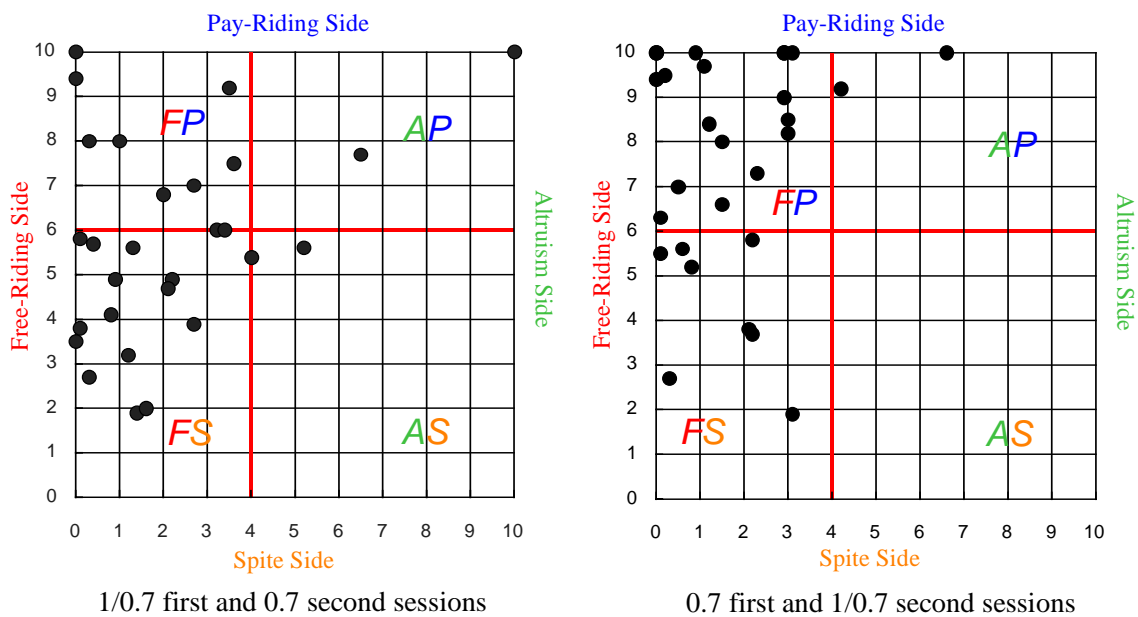 Pay-Riding Side
10
9
8
7
6
5
4
3
2
1
0
Free-Riding Side
FP
AP
FS
AS
Altruism Side
0 1 2 3 4 5 6 7 8 10
Spite Side
1/0.7 first and 0.7 second sessions
Pay-Riding Side
10
9
8
7
6
5
4
3
2
1
0
Free-Riding Side
AP
FP
FS
AS
Altruism Side
0 1 2 3 4 5 6 7 8 10
Spite Side
0.7 first and 1/0.7 second sessions